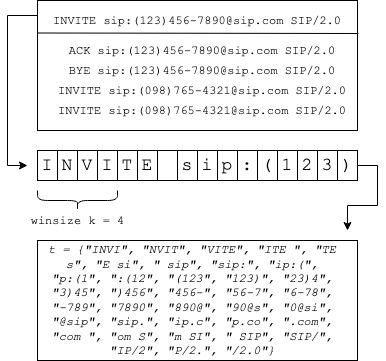 INVITE sip:(123)456-7890@sip.com SIP/2.0
ACK sip:(123)456-7890@sip.com SIP/2.0
BYE sip:(123)456-7890@sip.com SIP/2.0
INVITE sip:(098)765-4321@sip.com SIP/2.0
INVITE sip:(098)765-4321@sip.com SIP/2.0
I N V I T E   s i p : ( 1 2 3 )
winsize k = 4
t = {"INVI", "NVIT", "VITE", "ITE ", "TE
s", "E si", " sip", "sip:", "ip:(",
"p:(1", ":(12", "(123", "123)", "23)4",
"3)45", ")456", "456-", "56-7", "6-78",
"-789", "7890", "890@", "90@s", "0@si",
"@sip", "sip.", "ip.c", "p.co", ".com",
"com ", "om S", "m SI", " SIP", "SIP/",
"IP/2", "P/2.", "/2.0"}